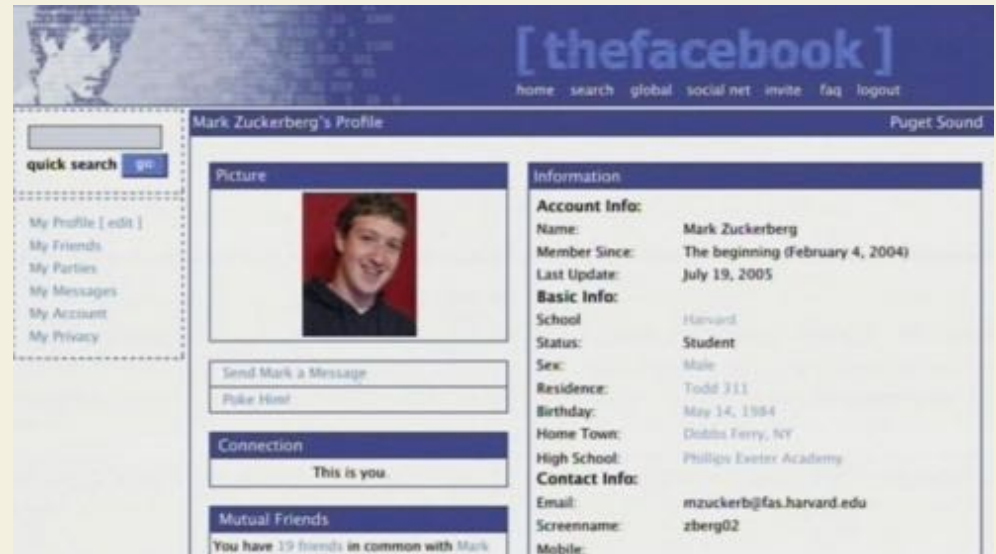 [ thefacebook ]
home search global social net invite faq logout
quick search go
My Profile [ edit ]
My Friends
My Parties
My Messages
My Account
My Privacy
Mark Zuckerberg's Profile Puget Sound
Picture
Send Mark a Message
Poke Him!
Connection
This is you.
Mutual Friends
You have 19 friends in common with Mark
Information
Account Info:
Name: Mark Zuckerberg
Member Since: The beginning (February 4, 2004)
Last Update: July 19, 2005
Basic Info:
School Harvard
Status: Student
Sex: Male
Residence: Todd 311
Birthday: May 14, 1984
Home Town: Dobbs Ferry, NY
High School: Phillips Exeter Academy
Contact Info:
Email: mzuckerb@fas.harvard.edu
Screenname: zberg02
Mobile: